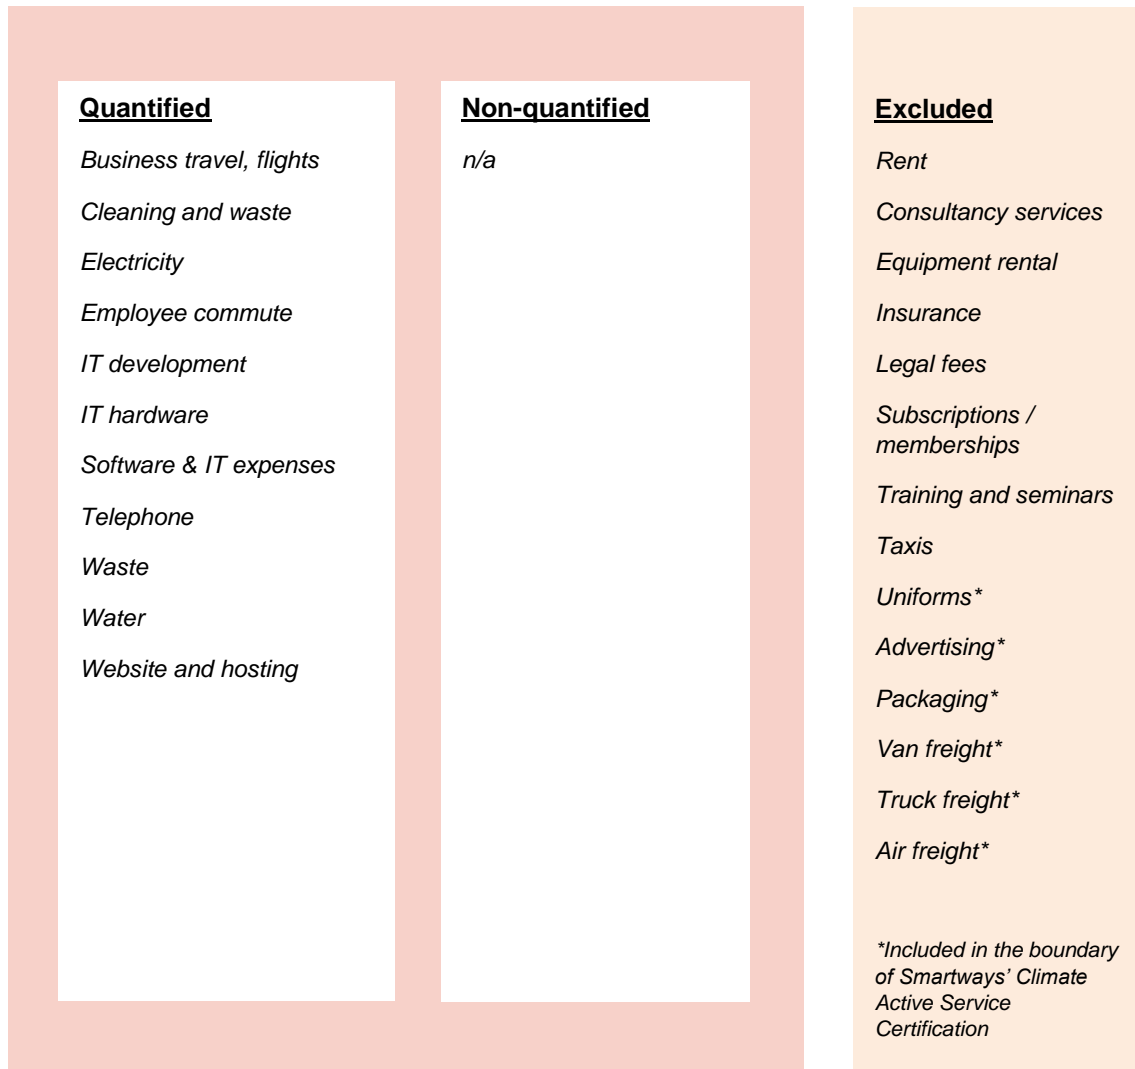 Quantified
Business travel, flights
Cleaning and waste
Electricity
Employee commute
IT development
IT hardware
Software & IT expenses
Telephone
Waste
Water
Website and hosting
Non-quantified
n/a
Excluded
Rent
Consultancy services
Equipment rental
Insurance
Legal fees
Subscriptions /
memberships
Training and seminars
Taxis
Uniforms*
Advertising*
Packaging*
Van freight*
Truck freight*
Air freight*
*Included in the boundary
of Smartways’ Climate
Active Service
Certification